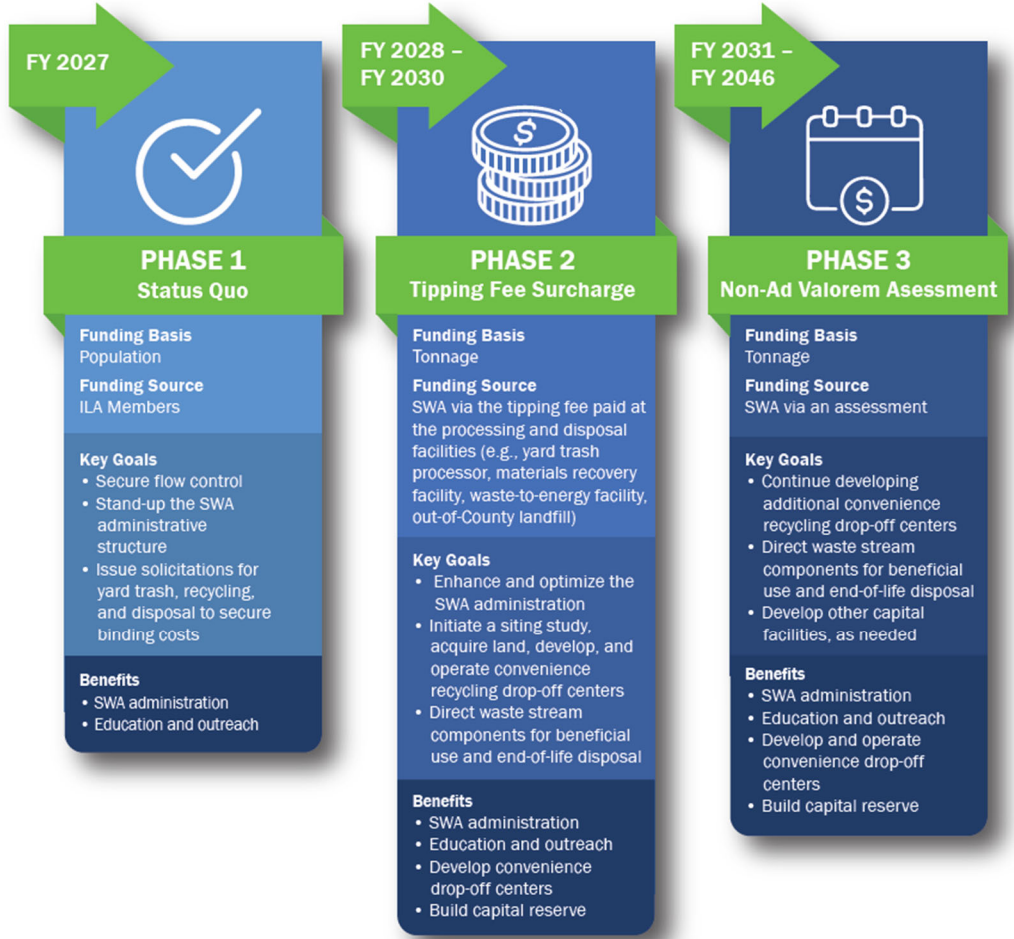 FY 2027
PHASE 1
Status Quo
Funding Basis
Population
Funding Source
ILA Members
Key Goals
• Secure flow control
• Stand-up the SWA
administrative
structure
• Issue solicitations for
yard trash, recycling,
and disposal to secure
binding costs
Benefits
• SWA administration
• Education and outreach
FY 2028 –
FY 2030
$
PHASE 2
Tipping Fee Surcharge
Funding Basis
Tonnage
Funding Source
SWA via the tipping fee paid at
the processing and disposal
facilities (e.g., yard trash
processor, materials recovery
facility, waste-to-energy facility,
out-of-County landfill)
Key Goals
• Enhance and optimize the
SWA administration
• Initiate a siting study,
acquire land, develop, and
operate convenience
recycling drop-off centers
• Direct waste stream
components for beneficial
use and end-of-life disposal
Benefits
• SWA administration
• Education and outreach
• Develop convenience
drop-off centers
• Build capital reserve
FY 2031 –
FY 2046
$
PHASE 3
Non-Ad Valorem Asessment
Funding Basis
Tonnage
Funding Source
SWA via an assessment
Key Goals
• Continue developing
additional convenience
recycling drop-off centers
• Direct waste stream
components for beneficial
use and end-of-life disposal
• Develop other capital
facilities, as needed
Benefits
• SWA administration
• Education and outreach
• Develop and operate
convenience drop-off
centers
• Build capital reserve